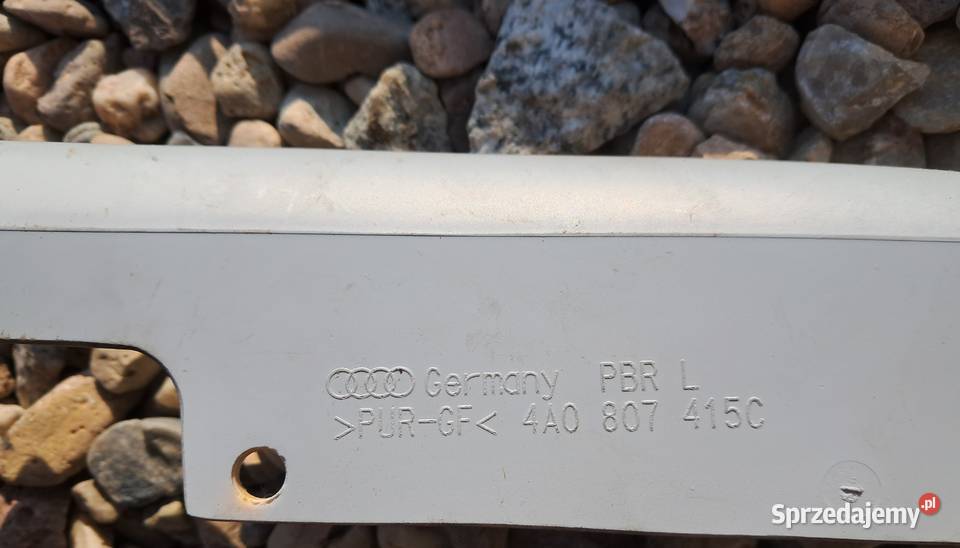 Germany PBR L
>PUR-GF< 4A0 807 415C
Sprzedajemy.pl